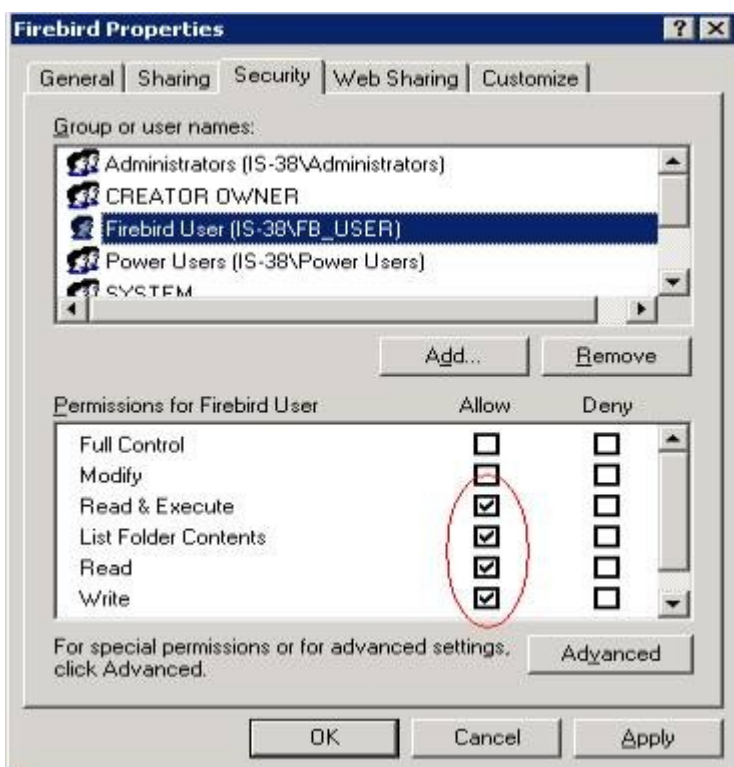 Firebird Properties
General Sharing Security Web Sharing Customize
Group or user names:
Administrators (IS-38\Administrators)
CREATOR OWNER
Firebird User (IS-38\FB_USER)
Power Users (IS-38\Power Users)
SYSTEM
Add... Remove
Permissions for Firebird User Allow Deny
Full Control
Modify
Read & Execute
List Folder Contents
Read
Write
For special permissions or for advanced settings,
click Advanced.
Advanced
OK Cancel Apply